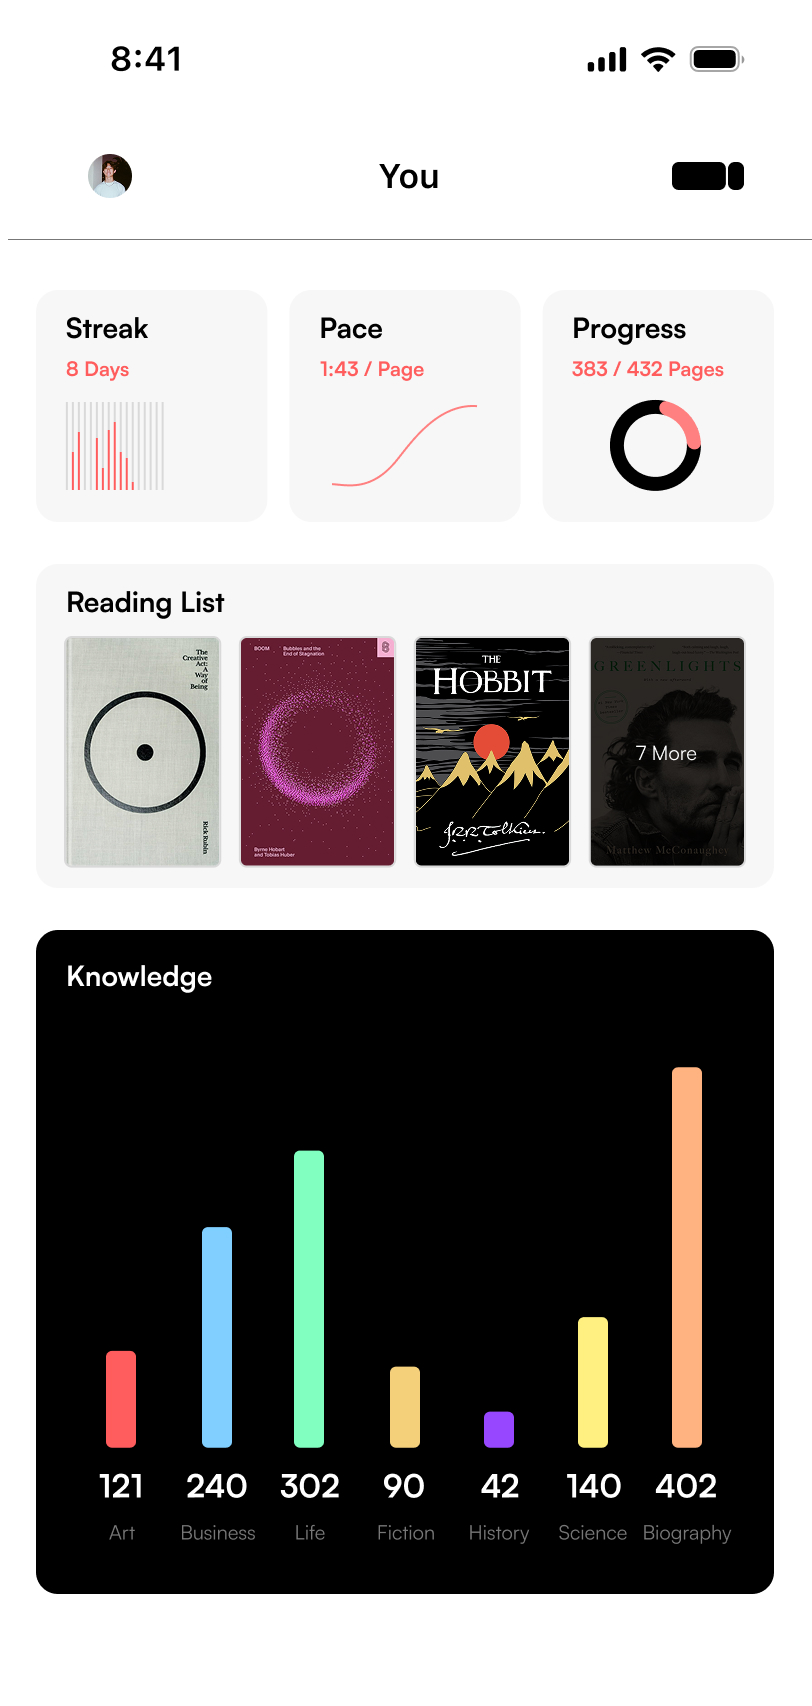 8:41
You
Streak
8 Days
Pace
1:43 / Page
Progress
383 / 432 Pages
Reading List
The
Creative
Act:
A
Way
of
Being
Rick Rubin
BOOM
Bubbles and the
End of Stagnation
B
Byrne Hobart
and Tobias Huber
THE
HOBBIT
J.R.R. Tolkien.
GREENLIGHTS
7 More
Matthew McConaughey
Knowledge
121
240
302
90
42
140
402
Art
Business
Life
Fiction
History
Science
Biography